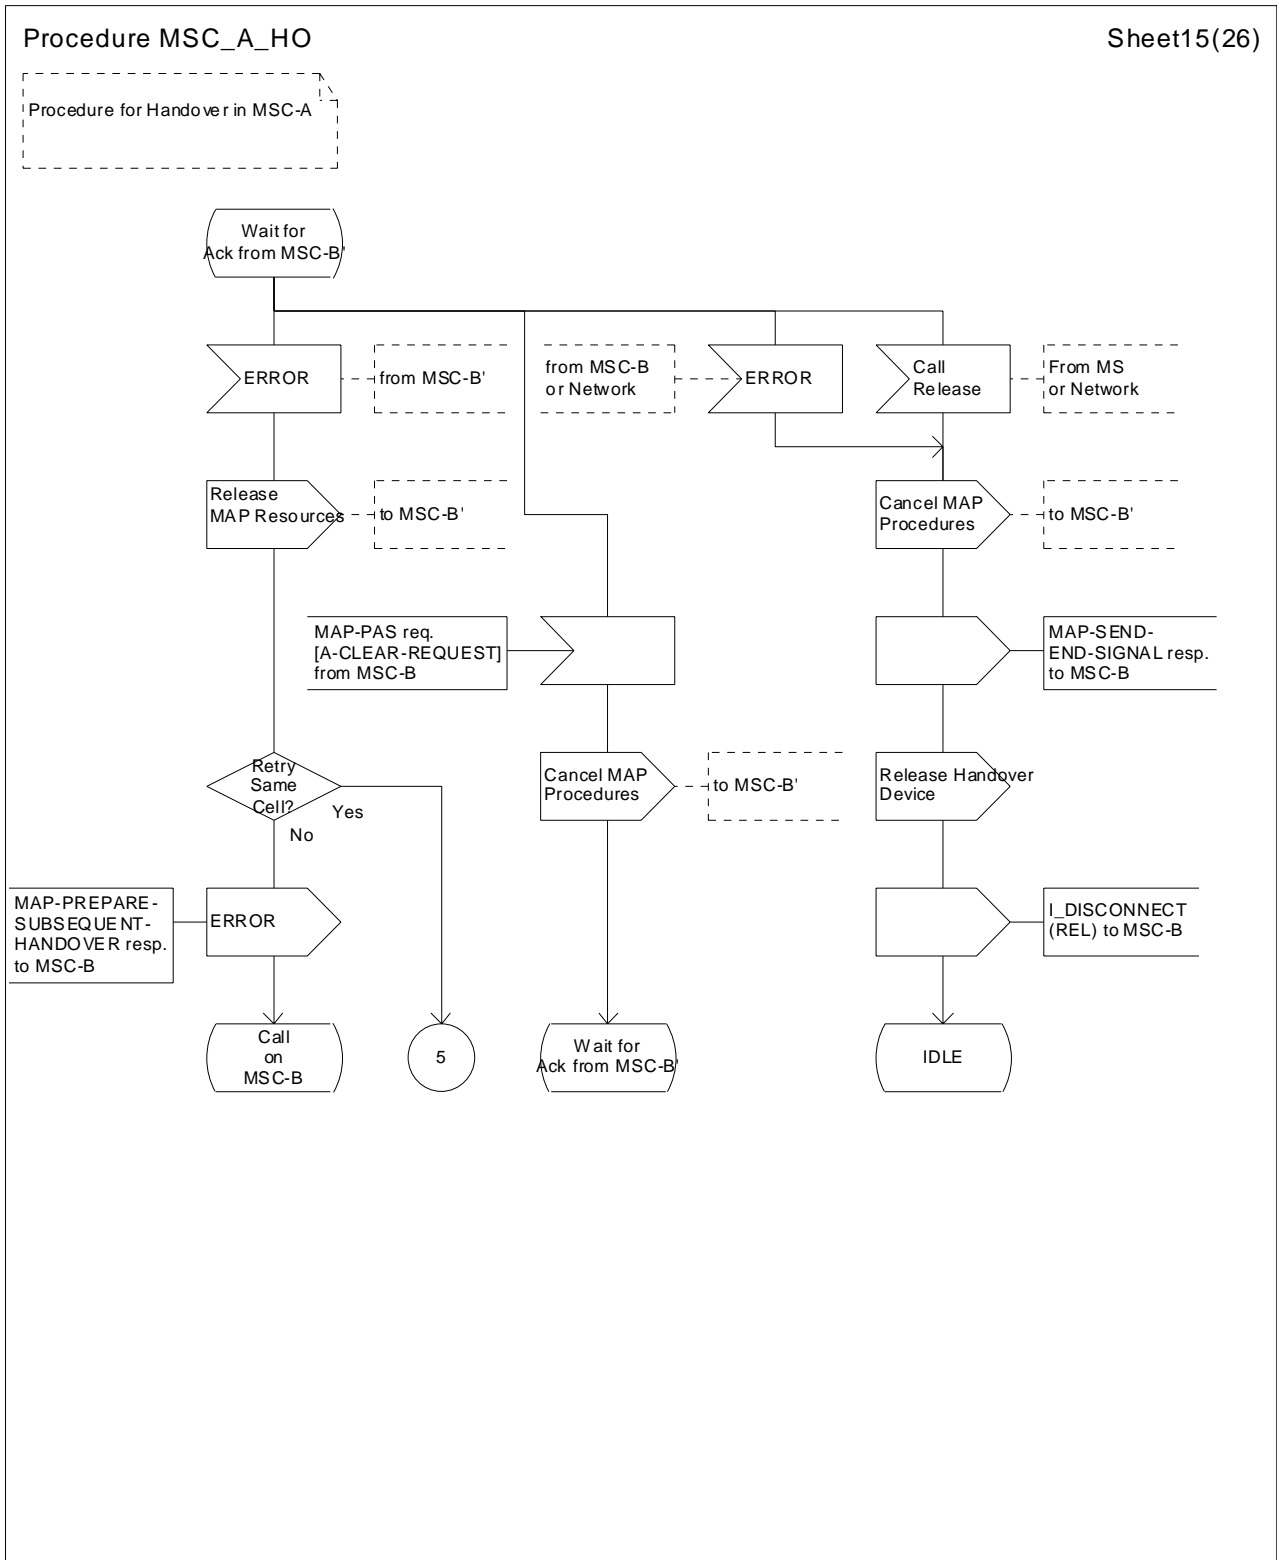 Procedure MSC_A_HO
Sheet15(26)
Procedure for Handover in MSC-A
Wait for
Ack from MSC-B'
ERROR
from MSC-B'
from MSC-B
or Network
ERROR
Call
Release
From MS
or Network
Release
MAP Resources
to MSC-B'
Cancel MAP
Procedures
to MSC-B'
MAP-PAS req.
[A-CLEAR-REQUEST]
from MSC-B
MAP-SEND-
END-SIGNAL resp.
to MSC-B
Retry
Same
Cell?
Yes
No
Cancel MAP
Procedures
to MSC-B'
Release Handover
Device
MAP-PREPARE-
SUBSEQUENT-
HANDOVER resp.
to MSC-B
ERROR
I_DISCONNECT
(REL) to MSC-B
Call
on
MSC-B
5
Wait for
Ack from MSC-B'
IDLE